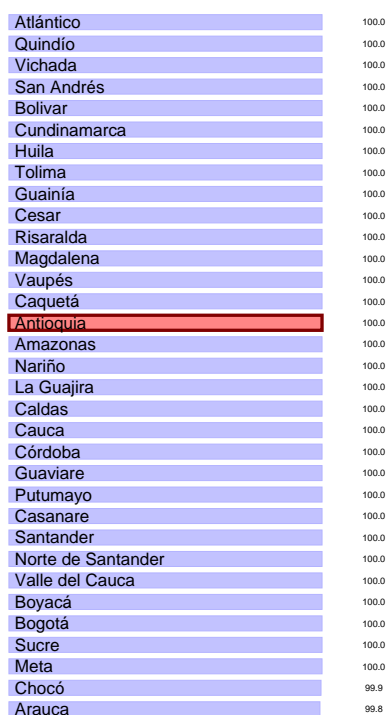 Atlántico 100.0
Quindío 100.0
Vichada 100.0
San Andrés 100.0
Bolivar 100.0
Cundinamarca 100.0
Huila 100.0
Tolima 100.0
Guainía 100.0
Cesar 100.0
Risaralda 100.0
Magdalena 100.0
Vaupés 100.0
Caquetá 100.0
Antioquia 100.0
Amazonas 100.0
Nariño 100.0
La Guajira 100.0
Caldas 100.0
Cauca 100.0
Córdoba 100.0
Guaviare 100.0
Putumayo 100.0
Casanare 100.0
Santander 100.0
Norte de Santander 100.0
Valle del Cauca 100.0
Boyacá 100.0
Bogotá 100.0
Sucre 100.0
Meta 100.0
Chocó 99.9
Arauca 99.8